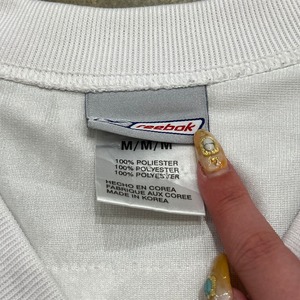 Reebok
M/M/M
100% POLIESTER
100% POLYESTER
100% POLYESTER
HECHO EN COREA
FABRIQUE AUX COREE
MADE IN KOREA